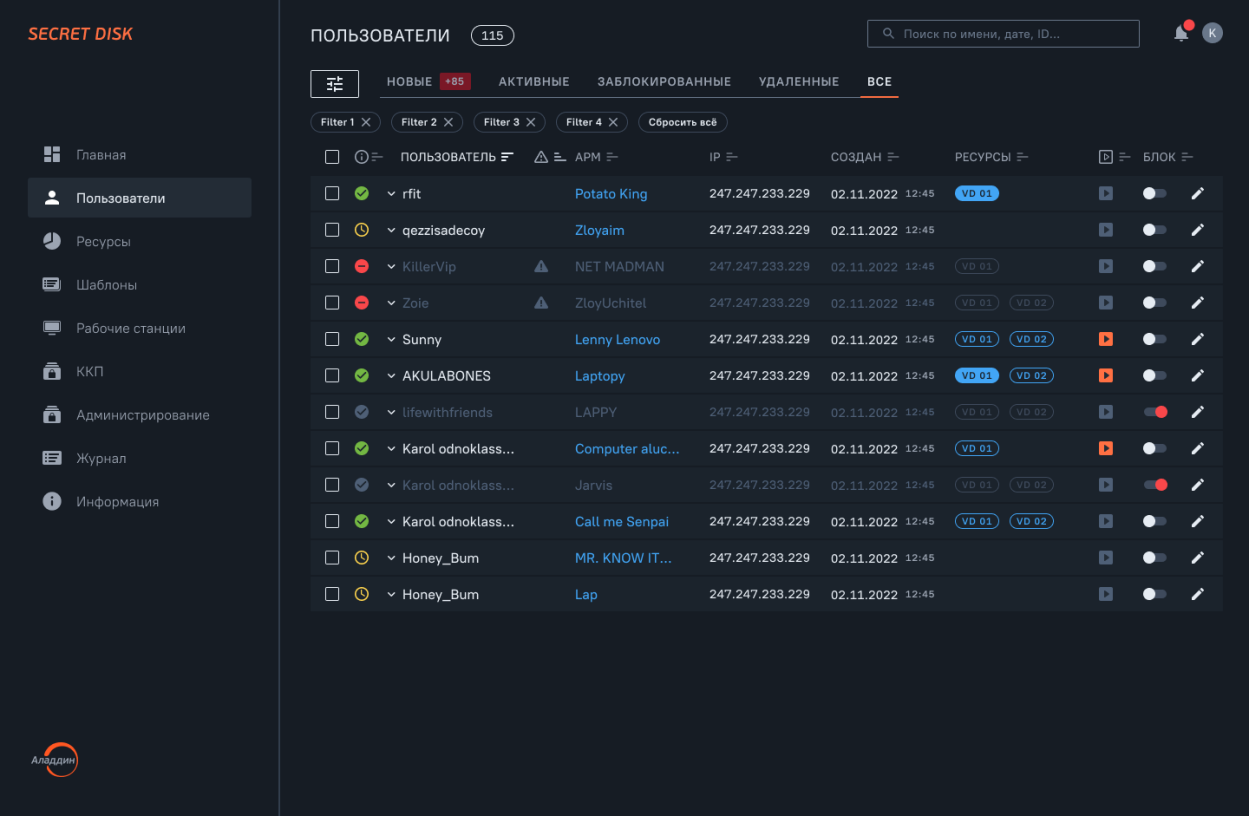 SECRET DISK
Главная
Пользователи
Ресурсы
Шаблоны
Рабочие станции
ККП
Администрирование
Журнал
Информация
Аладдин
ПОЛЬЗОВАТЕЛИ 115
Поиск по имени, дате, ID...
K
НОВЫЕ +85 АКТИВНЫЕ ЗАБЛОКИРОВАННЫЕ УДАЛЕННЫЕ ВСЕ
Filter 1 Filter 2 Filter 3 Filter 4 Сбросить всё
ПОЛЬЗОВАТЕЛЬ АРМ IP СОЗДАН РЕСУРСЫ БЛОК
rfit Potato King 247.247.233.229 02.11.2022 12:45 VD 01
qezzisadecoy Zloyaim 247.247.233.229 02.11.2022 12:45
KillerVip NET MADMAN 247.247.233.229 02.11.2022 12:45 VD 01
Zoie ZloyUchitel 247.247.233.229 02.11.2022 12:45 VD 01 VD 02
Sunny Lenny Lenovo 247.247.233.229 02.11.2022 12:45 VD 01 VD 02
AKULABONES Laptopy 247.247.233.229 02.11.2022 12:45 VD 01 VD 02
lifewithfriends LAPPY 247.247.233.229 02.11.2022 12:45 VD 01 VD 02
Karol odnoklass... Computer aluc... 247.247.233.229 02.11.2022 12:45 VD 01
Karol odnoklass... Jarvis 247.247.233.229 02.11.2022 12:45 VD 01 VD 02
Karol odnoklass... Call me Senpai 247.247.233.229 02.11.2022 12:45 VD 01 VD 02
Honey_Bum MR. KNOW IT... 247.247.233.229 02.11.2022 12:45
Honey_Bum Lap 247.247.233.229 02.11.2022 12:45